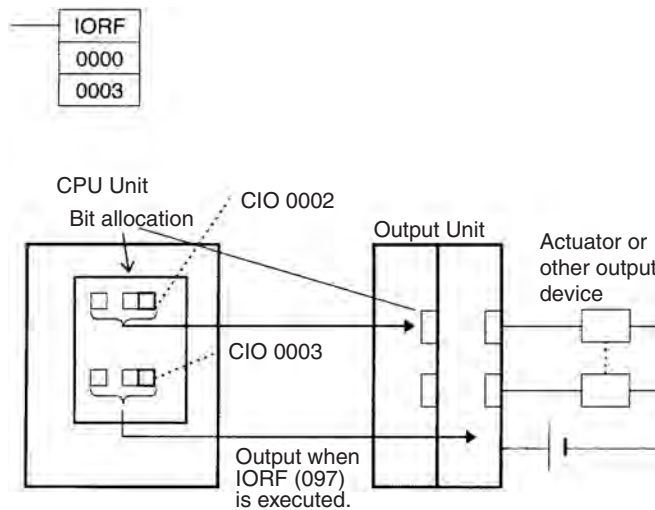 IORF
0000
0003
CPU Unit
Bit allocation
CIO 0002
Output Unit
Actuator or
other output
device
CIO 0003
Output when
IORF (097)
is executed.